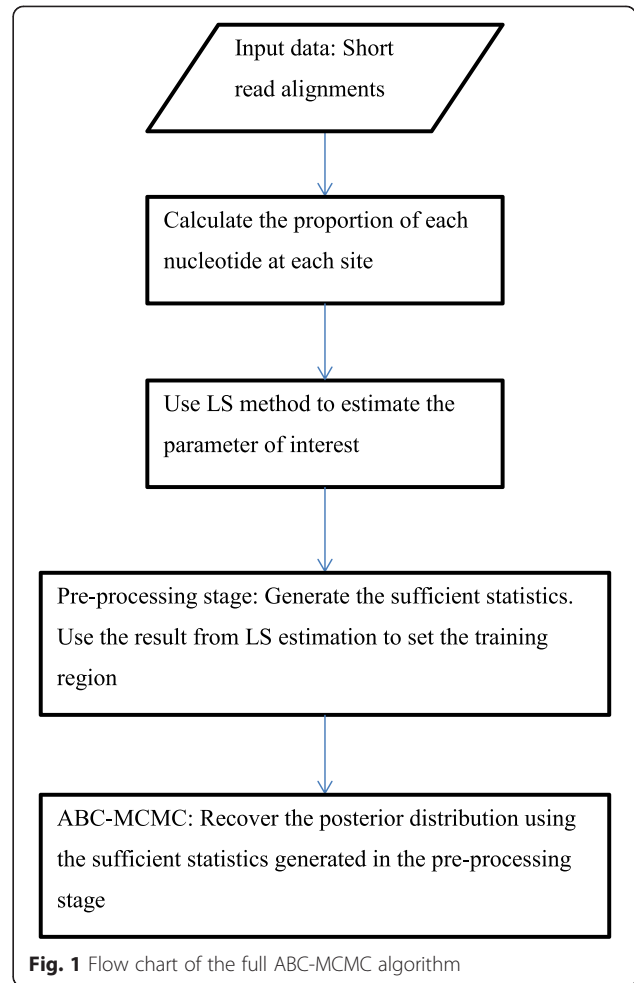 Input data: Short
read alignments
Calculate the proportion of each
nucleotide at each site
Use LS method to estimate the
parameter of interest
Pre-processing stage: Generate the sufficient statistics.
Use the result from LS estimation to set the training
region
ABC-MCMC: Recover the posterior distribution using
the sufficient statistics generated in the pre-processing
stage
Fig. 1 Flow chart of the full ABC-MCMC algorithm